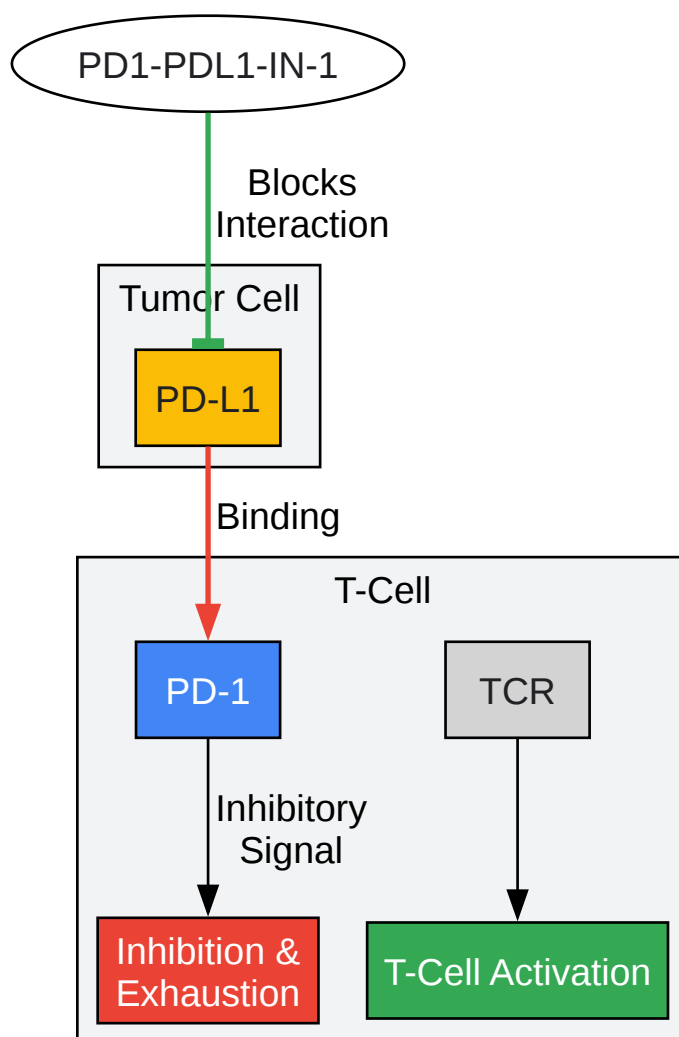 PD1-PDL1-IN-1
Blocks
Interaction
Tumor Cell
PD-L1
Binding
T-Cell
PD-1
TCR
Inhibitory
Signal
Inhibition &
Exhaustion
T-Cell Activation